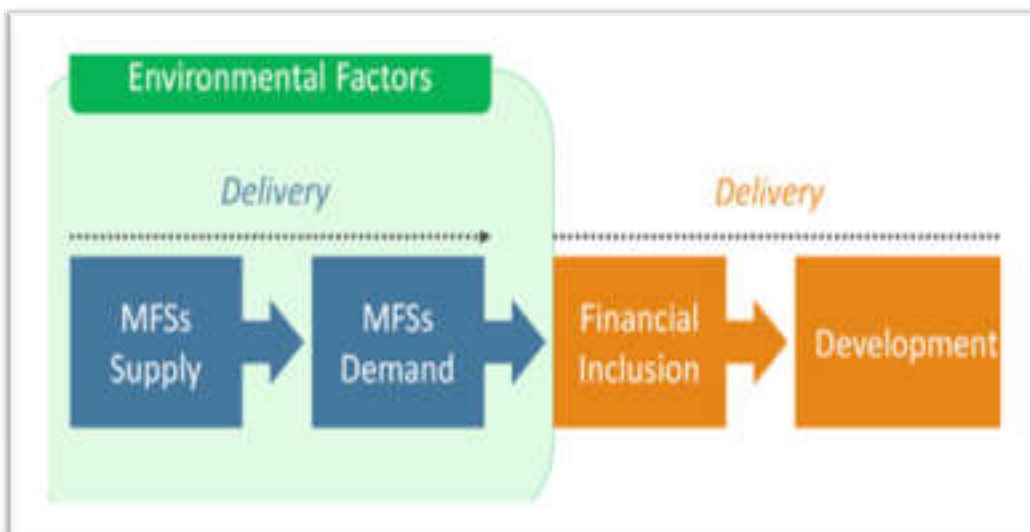 Environmental Factors
Delivery
Delivery
MFSs
Supply
MFSs
Demand
Financial
Inclusion
Development